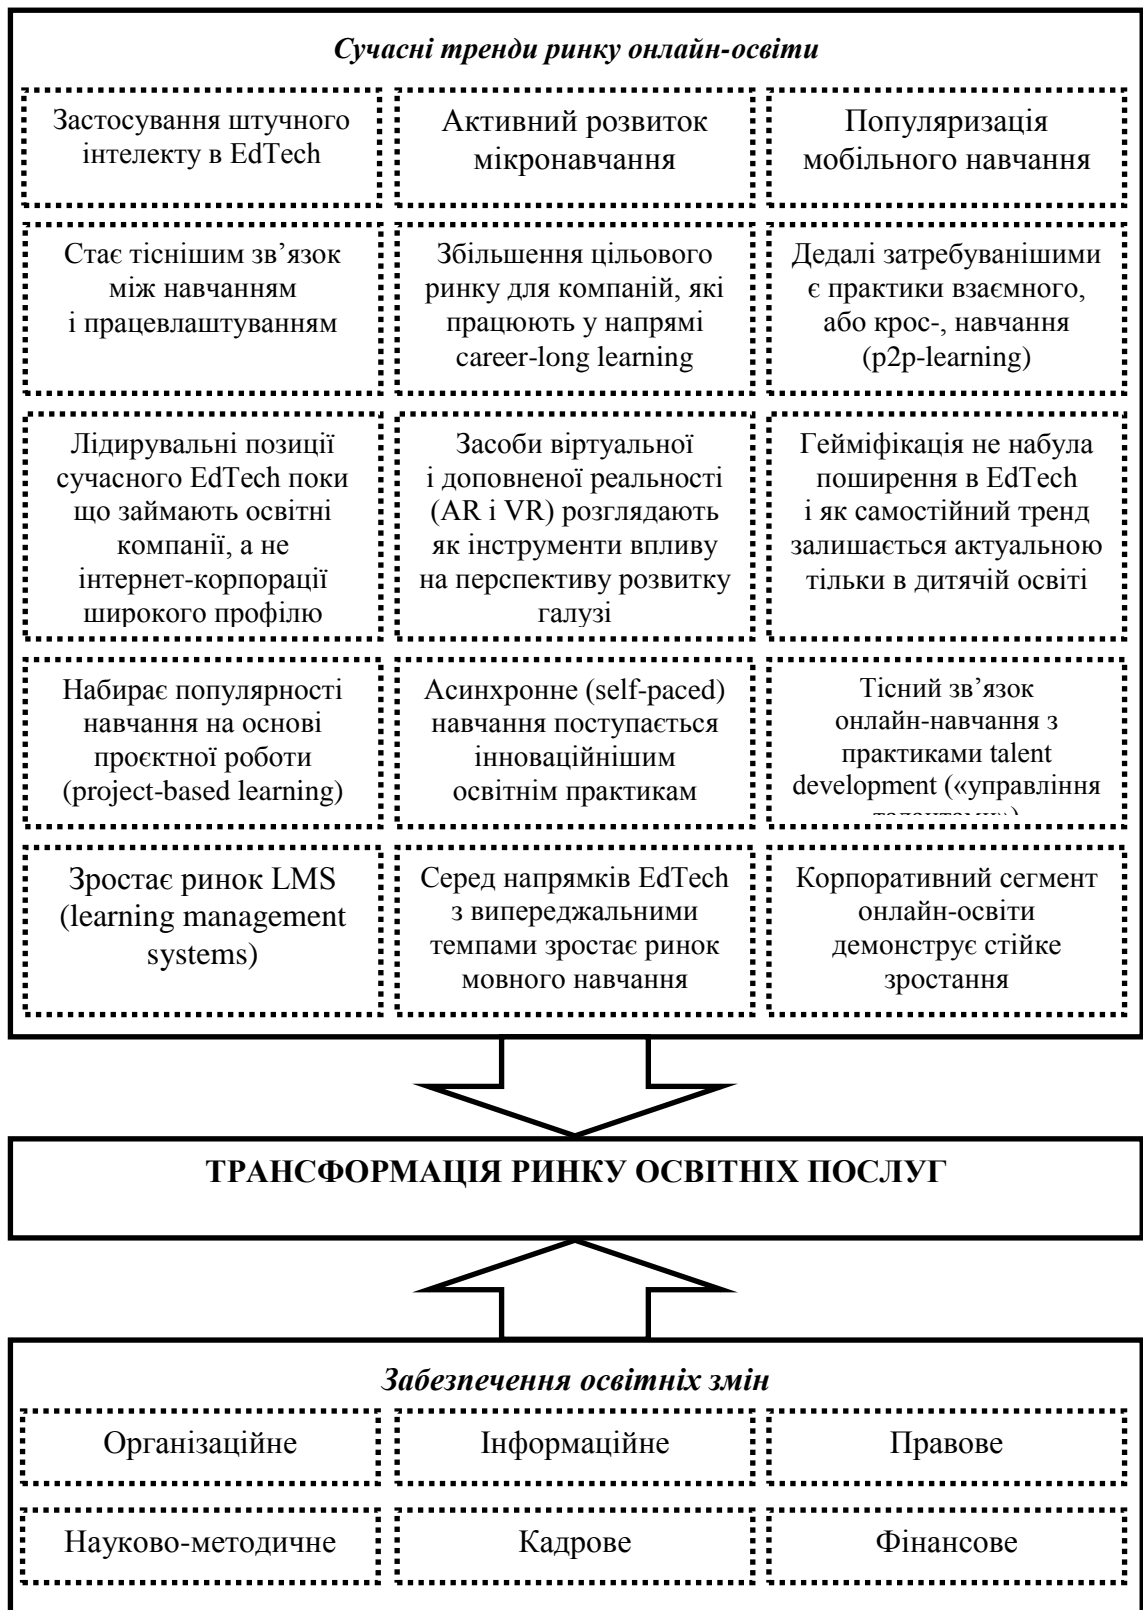 Сучасні тренди ринку онлайн-освіти
Застосування штучного
інтелекту в EdTech
Активний розвиток
мікронавчання
Популяризація
мобільного навчання
Стає тіснішим зв’язок
між навчанням
і працевлаштуванням
Збільшення цільового
ринку для компаній, які
працюють у напрямі
career-long learning
Дедалі затребуванішими
є практики взаємного,
або крос-, навчання
(p2p-learning)
Лідирувальні позиції
сучасного EdTech поки
що займають освітні
компанії, а не
інтернет-корпорації
широкого профілю
Засоби віртуальної
і доповненої реальності
(AR і VR) розглядають
як інструменти впливу
на перспективу розвитку
галузі
Гейміфікація не набула
поширення в EdTech
і як самостійний тренд
залишається актуальною
тільки в дитячій освіті
Набирає популярності
навчання на основі
проєктної роботи
(project-based learning)
Асинхронне (self-paced)
навчання поступається
інноваційнішим
освітнім практикам
Тісний зв’язок
онлайн-навчання з
практиками talent
development («управління
талантами»)
Зростає ринок LMS
(learning management
systems)
Серед напрямків EdTech
з випереджальними
темпами зростає ринок
мовного навчання
Корпоративний сегмент
онлайн-освіти
демонструє стійке
зростання
ТРАНСФОРМАЦІЯ РИНКУ ОСВІТНІХ ПОСЛУГ
Забезпечення освітніх змін
Організаційне
Інформаційне
Правове
Науково-методичне
Кадрове
Фінансове